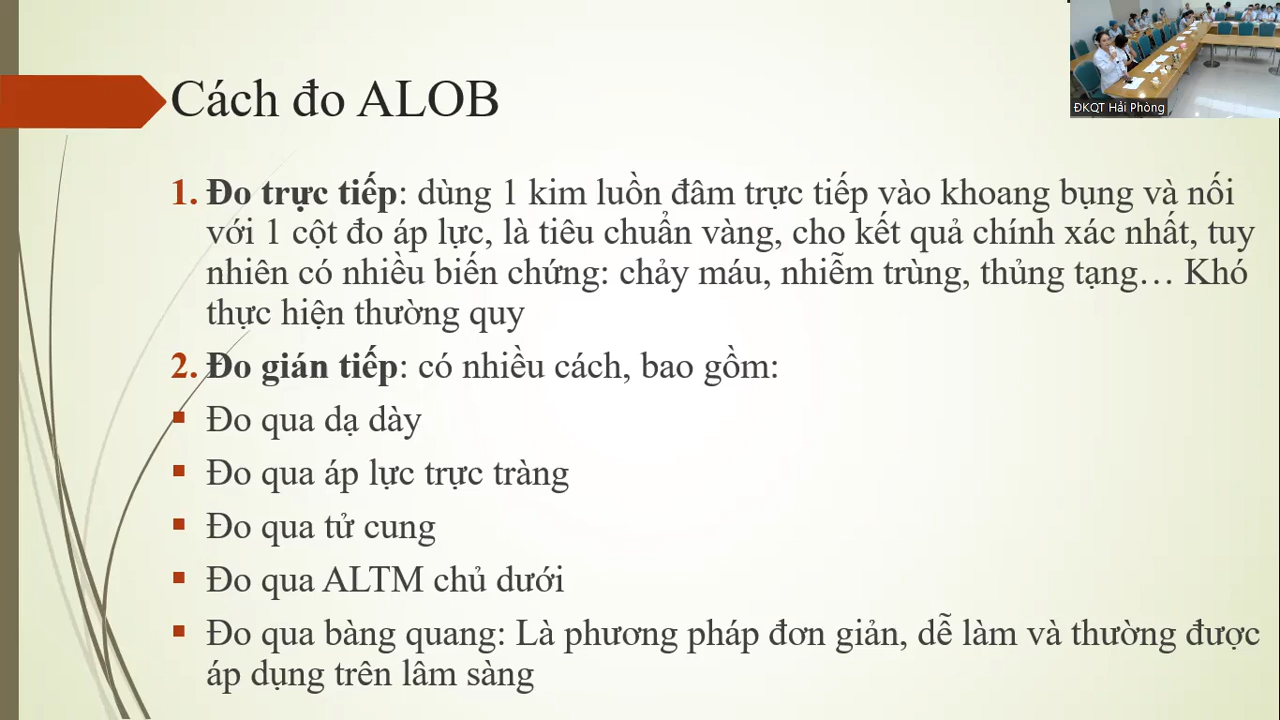 Cách đo ALOB
ĐKQT Hải Phòng
1. Đo trực tiếp: dùng 1 kim luồn đâm trực tiếp vào khoang bụng và nối
với 1 cột đo áp lực, là tiêu chuẩn vàng, cho kết quả chính xác nhất, tuy
nhiên có nhiều biến chứng: chảy máu, nhiễm trùng, thủng tạng… Khó
thực hiện thường quy
2. Đo gián tiếp: có nhiều cách, bao gồm:
▪ Đo qua dạ dày
▪ Đo qua áp lực trực tràng
▪ Đo qua tử cung
▪ Đo qua ALTM chủ dưới
▪ Đo qua bàng quang: Là phương pháp đơn giản, dễ làm và thường được
áp dụng trên lâm sàng